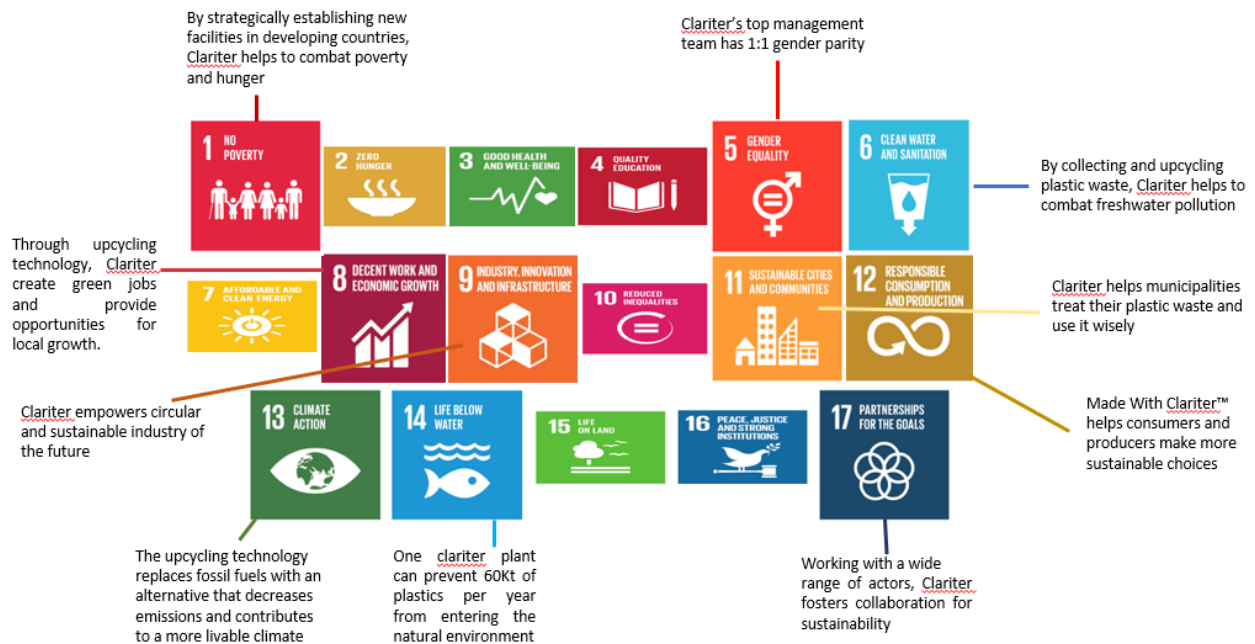 By strategically establishing new
facilities in developing countries,
Clariter helps to combat poverty
and hunger
Clariter's top management
team has 1:1 gender parity
1 NO
POVERTY
2 ZERO
HUNGER
3 GOOD HEALTH
AND WELL-BEING
4 QUALITY
EDUCATION
5 GENDER
EQUALITY
6 CLEAN WATER
AND SANITATION
By collecting and upcycling
plastic waste, Clariter helps to
combat freshwater pollution
Through upcycling
technology, Clariter
create green jobs
and provide
opportunities for
local growth.
7 AFFORDABLE AND
CLEAN ENERGY
8 DECENT WORK AND
ECONOMIC GROWTH
9 INDUSTRY, INNOVATION
AND INFRASTRUCTURE
10 REDUCED
INEQUALITIES
11 SUSTAINABLE CITIES
AND COMMUNITIES
12 RESPONSIBLE
CONSUMPTION
AND PRODUCTION
Clariter helps municipalities
treat their plastic waste and
use it wisely
Clariter empowers circular
and sustainable industry of
the future
Made With Clariter™
helps consumers and
producers make more
sustainable choices
13 CLIMATE
ACTION
14 LIFE BELOW
WATER
15 LIFE
ON LAND
16 PEACE, JUSTICE
AND STRONG
INSTITUTIONS
17 PARTNERSHIPS
FOR THE GOALS
The upcycling technology
replaces fossil fuels with an
alternative that decreases
emissions and contributes
to a more livable climate
One clariter plant
can prevent 60Kt of
plastics per year
from entering the
natural environment
Working with a wide
range of actors, Clariter
fosters collaboration for
sustainability